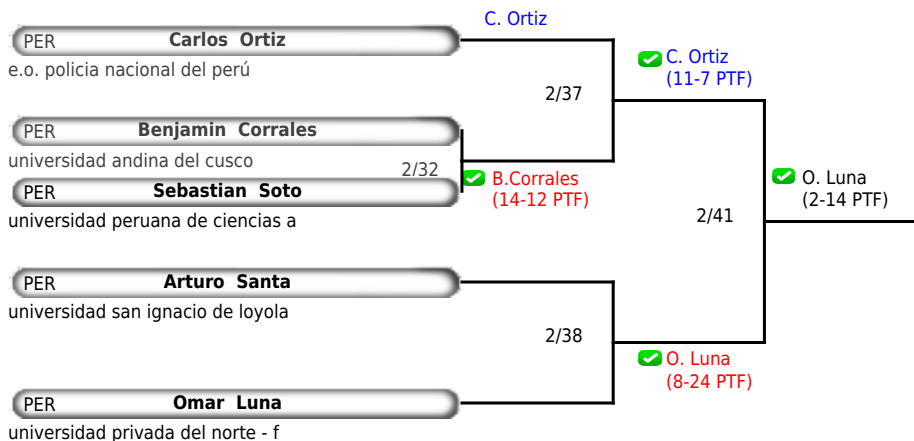 C. Ortiz
PER Carlos Ortiz
e.o. policia nacional del perú
C. Ortiz
(11-7 PTF)
2/37
PER Benjamin Corrales
universidad andina del cusco
2/32
B.Corrales
(14-12 PTF)
PER Sebastian Soto
universidad peruana de ciencias a
O. Luna
(2-14 PTF)
2/41
PER Arturo Santa
universidad san ignacio de loyola
2/38
O. Luna
(8-24 PTF)
PER Omar Luna
universidad privada del norte - f